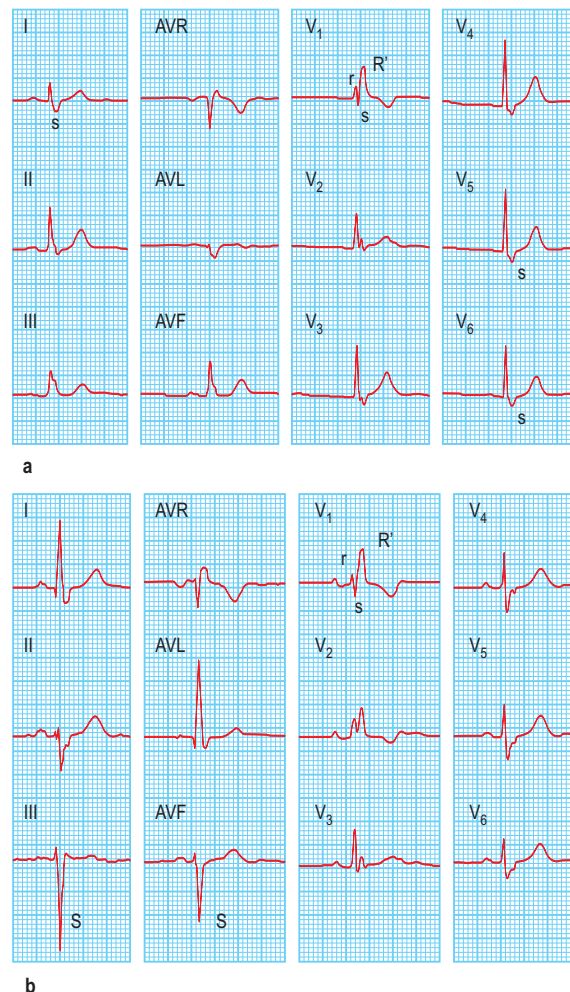 I AVR V₁ V₄
r R’
s s
II AVL V₂ V₅
s
III AVF V₃ V₆
s
a
I AVR V₁ V₄
r R’
s
II AVL V₂ V₅
III AVF V₃ V₆
S S
b